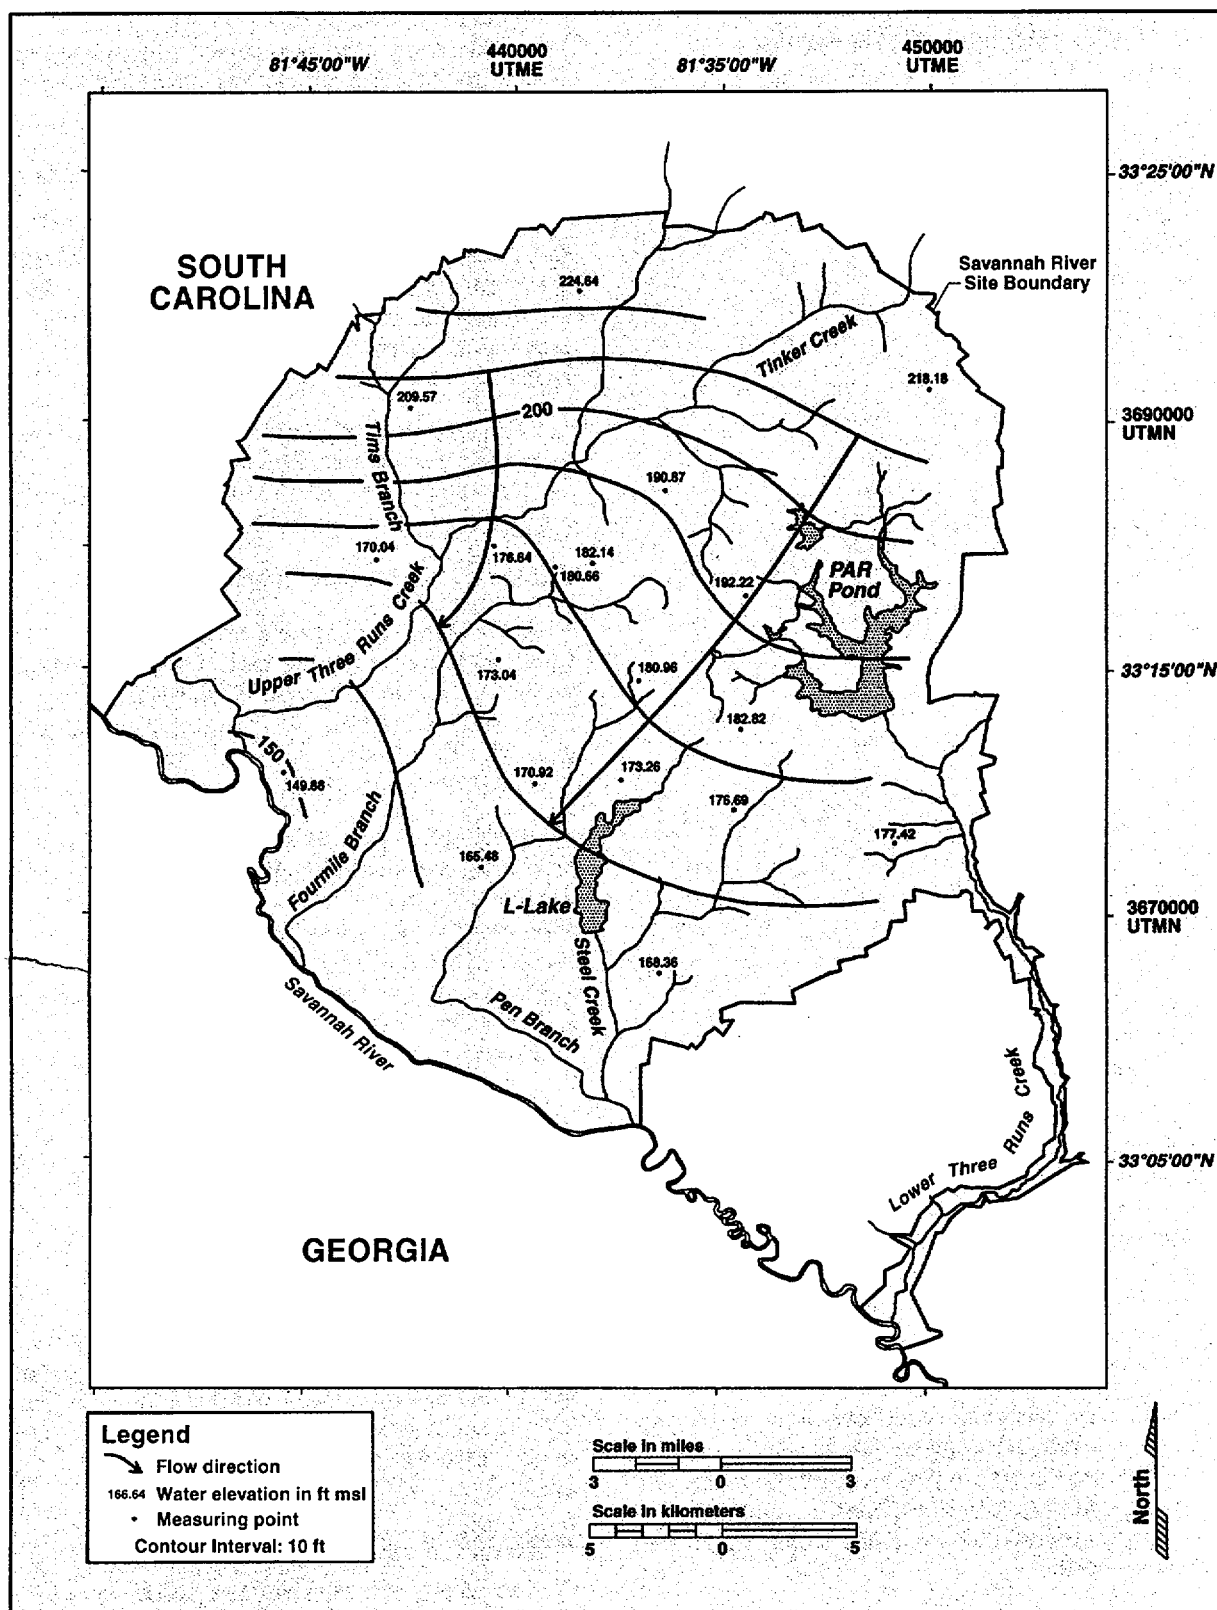 81°45'00"W
440000
UTME
81°35'00"W
450000
UTME
33°25'00"N
SOUTH
CAROLINA
Savannah River
Site Boundary
224.64
Tinker Creek
218.18
209.57
200
3690000
UTMN
Tims Branch
190.87
170.04
176.64
182.14
180.66
PAR
Pond
192.22
Upper Three Runs Creek
173.04
180.96
33°15'00"N
182.82
150
149.86
170.92
173.26
176.69
177.42
Fourmile Branch
165.48
L-Lake
3670000
UTMN
Steel Creek
168.36
Pen Branch
Savannah River
Lower Three Runs Creek
33°05'00"N
GEORGIA
Legend
Flow direction
166.64 Water elevation in ft msl
Measuring point
Contour Interval: 10 ft
Scale in miles
3 0 3
Scale in kilometers
5 0 5
North